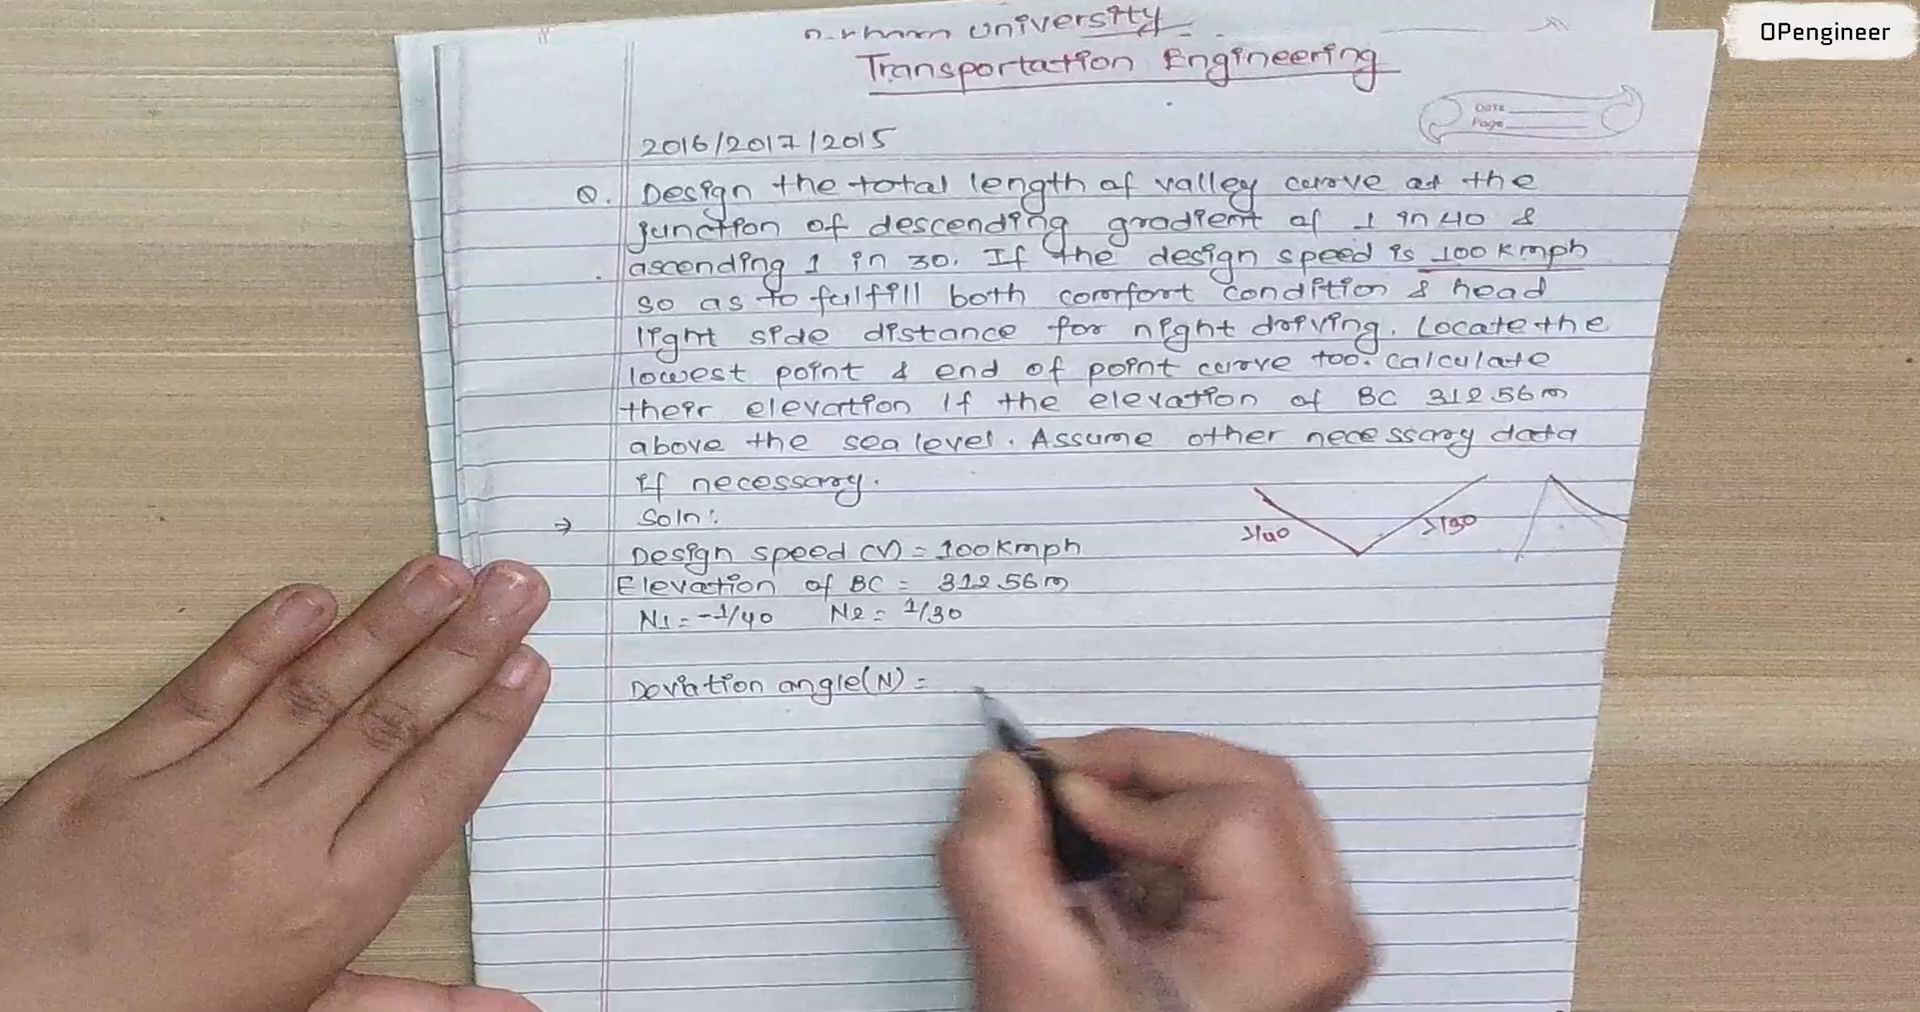 OPengineer
University
Transportation Engineering
Date
Page
2016/2017/2015
Q. Design the total length of valley curve at the
junction of descending gradient of 1 in 40 &
ascending 1 in 30. If the design speed is 100 kmph
so as to fulfill both comfort condition & head
light side distance for night driving. Locate the
lowest point & end of point curve too. calculate
their elevation If the elevation of BC 312.56m
above the sea level. Assume other necessary data
if necessary.
→ Soln:
1/40
1/30
Design speed (V) = 100 Kmph
Elevation of BC = 312.56m
N1 = -1/40 N2 = 1/30
Deviation angle(N) =